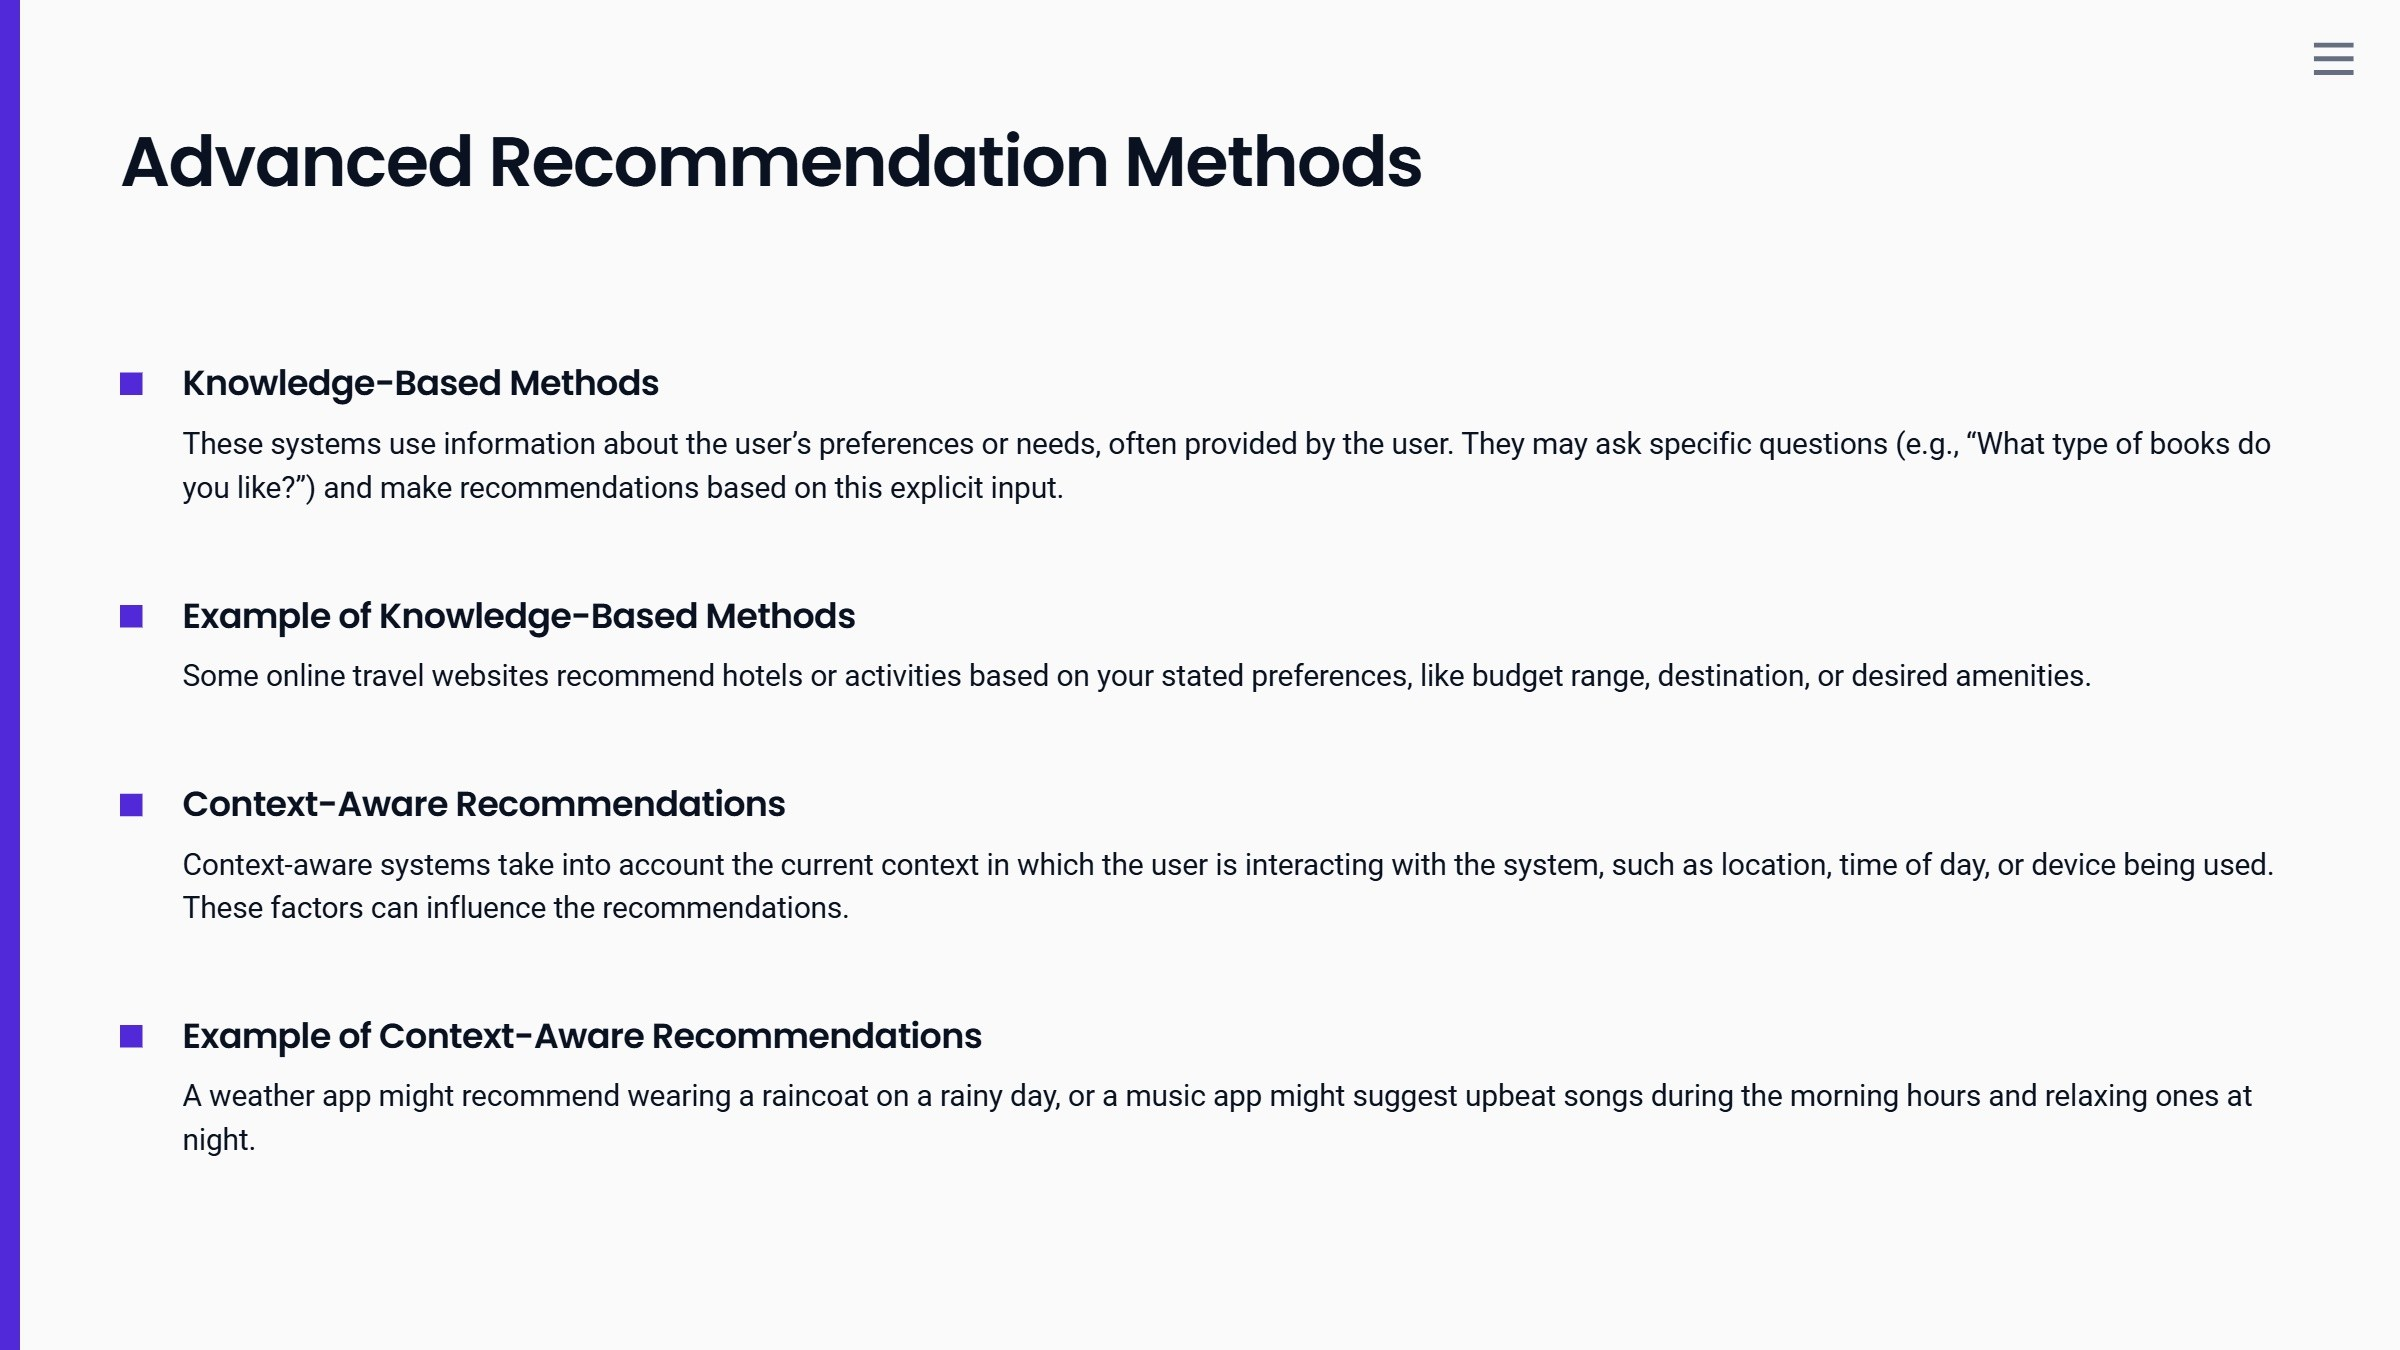 Advanced Recommendation Methods
Knowledge-Based Methods
These systems use information about the user’s preferences or needs, often provided by the user. They may ask specific questions (e.g., “What type of books do
you like?”) and make recommendations based on this explicit input.
Example of Knowledge-Based Methods
Some online travel websites recommend hotels or activities based on your stated preferences, like budget range, destination, or desired amenities.
Context-Aware Recommendations
Context-aware systems take into account the current context in which the user is interacting with the system, such as location, time of day, or device being used.
These factors can influence the recommendations.
Example of Context-Aware Recommendations
A weather app might recommend wearing a raincoat on a rainy day, or a music app might suggest upbeat songs during the morning hours and relaxing ones at
night.